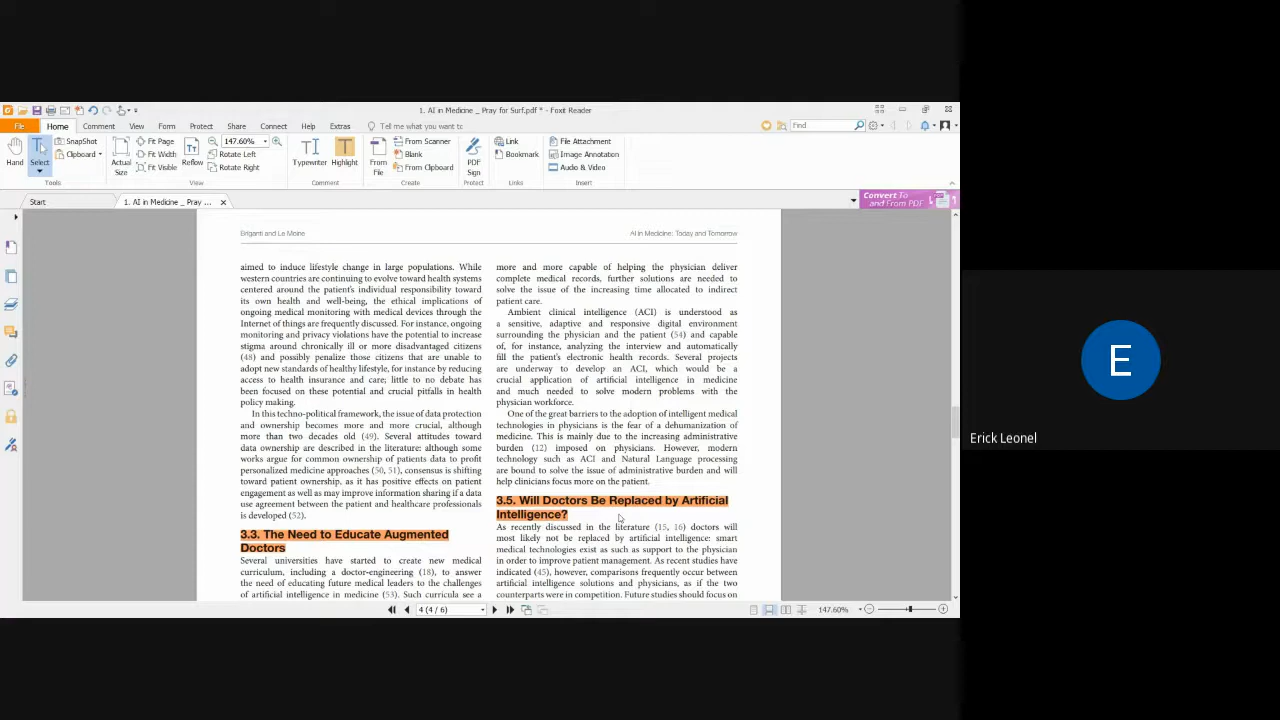 1. AI in Medicine _ Pray for Surf.pdf * - Foxit Reader
File Home Comment View Form Protect Share Connect Help Extras Tell me what you want to Find
Hand Select SnapShot Clipboard Actual Size Fit Page Fit Width Fit Visible Reflow 147.60% Rotate Left Rotate Right Typewriter Highlight From File From Scanner Blank From Clipboard PDF Sign Link Bookmark File Attachment Image Annotation Audio & Video
Tools View Comment Create Protect Links Insert
Start 1. AI in Medicine _ Pray ... Convert To and From PDF
Briganti and Le Moine
AI in Medicine: Today and Tomorrow
aimed to induce lifestyle change in large populations. While
western countries are continuing to evolve toward health systems
centered around the patient's individual responsibility toward
its own health and well-being, the ethical implications of
ongoing medical monitoring with medical devices through the
Internet of things are frequently discussed. For instance, ongoing
monitoring and privacy violations have the potential to increase
stigma around chronically ill or more disadvantaged citizens
(48) and possibly penalize those citizens that are unable to
adopt new standards of healthy lifestyle, for instance by reducing
access to health insurance and care; little to no debate has
been focused on these potential and crucial pitfalls in health
policy making.
In this techno-political framework, the issue of data protection
and ownership becomes more and more crucial, although
more than two decades old (49). Several attitudes toward
data ownership are described in the literature: although some
works argue for common ownership of patients data to profit
personalized medicine approaches (50, 51), consensus is shifting
toward patient ownership, as it has positive effects on patient
engagement as well as may improve information sharing if a data
use agreement between the patient and healthcare professionals
is developed (52).
3.3. The Need to Educate Augmented
Doctors
Several universities have started to create new medical
curriculum, including a doctor-engineering (18), to answer
the need of educating future medical leaders to the challenges
of artificial intelligence in medicine (53). Such curricula see a
more and more capable of helping the physician deliver
complete medical records, further solutions are needed to
solve the issue of the increasing time allocated to indirect
patient care.
Ambient clinical intelligence (ACI) is understood as
a sensitive, adaptive and responsive digital environment
surrounding the physician and the patient (54) and capable
of, for instance, analyzing the interview and automatically
fill the patient's electronic health records. Several projects
are underway to develop an ACI, which would be a
crucial application of artificial intelligence in medicine
and much needed to solve modern problems with the
physician workforce.
One of the great barriers to the adoption of intelligent medical
technologies in physicians is the fear of a dehumanization of
medicine. This is mainly due to the increasing administrative
burden (12) imposed on physicians. However, modern
technology such as ACI and Natural Language processing
are bound to solve the issue of administrative burden and will
help clinicians focus more on the patient.
3.5. Will Doctors Be Replaced by Artificial
Intelligence?
As recently discussed in the literature (15, 16) doctors will
most likely not be replaced by artificial intelligence: smart
medical technologies exist as such as support to the physician
in order to improve patient management. As recent studies have
indicated (45), however, comparisons frequently occur between
artificial intelligence solutions and physicians, as if the two
counterparts were in competition. Future studies should focus on
4 (4 / 6) 147.60%
E
Erick Leonel